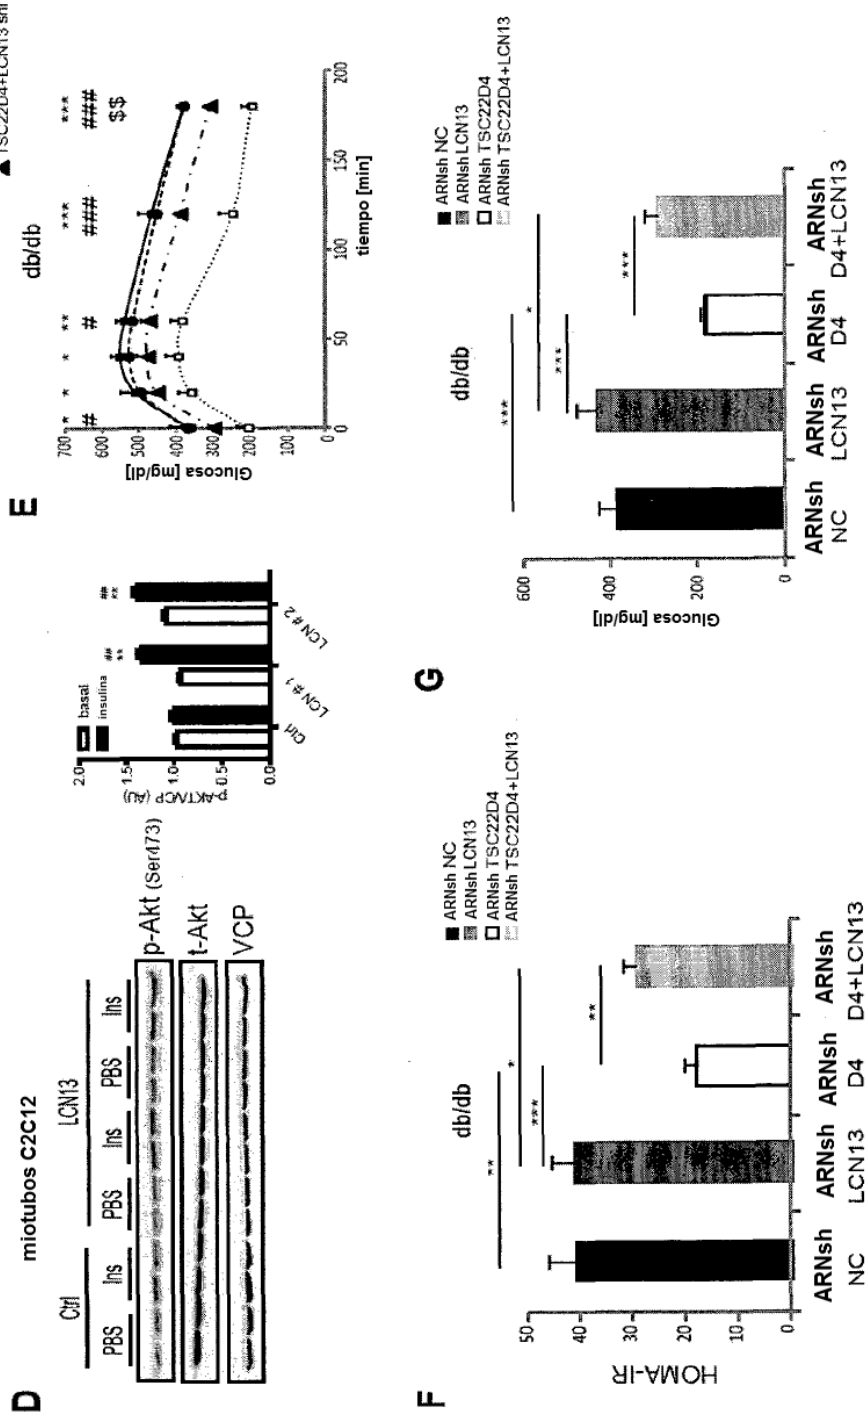 D
miotubos C2C12
Ctrl
LCN13
PBS
Ins
PBS
Ins
PBS
Ins
p-Akt (Ser473)
t-Akt
VCP
p-AKT/VCP (AU)
2.0
1.5
1.0
0.5
0.0
basal
insulina
##
**
##
**
Ctrl
LCN # 1
LCN # 2
E
db/db
* * * ** *** ***
# # ### ###
$$
Glucosa [mg/dl]
700
600
500
400
300
200
100
0
50
100
150
200
tiempo [min]
F
HOMA-IR
50
40
30
20
10
0
db/db
**
*
***
**
ARNsh NC
ARNsh LCN13
ARNsh TSC22D4
ARNsh TSC22D4+LCN13
ARNsh
NC
ARNsh
LCN13
ARNsh
D4
ARNsh
D4+LCN13
G
Glucosa [mg/dl]
600
400
200
0
db/db
***
*
***
***
ARNsh NC
ARNsh LCN13
ARNsh TSC22D4
ARNsh TSC22D4+LCN13
ARNsh
NC
ARNsh
LCN13
ARNsh
D4
ARNsh
D4+LCN13